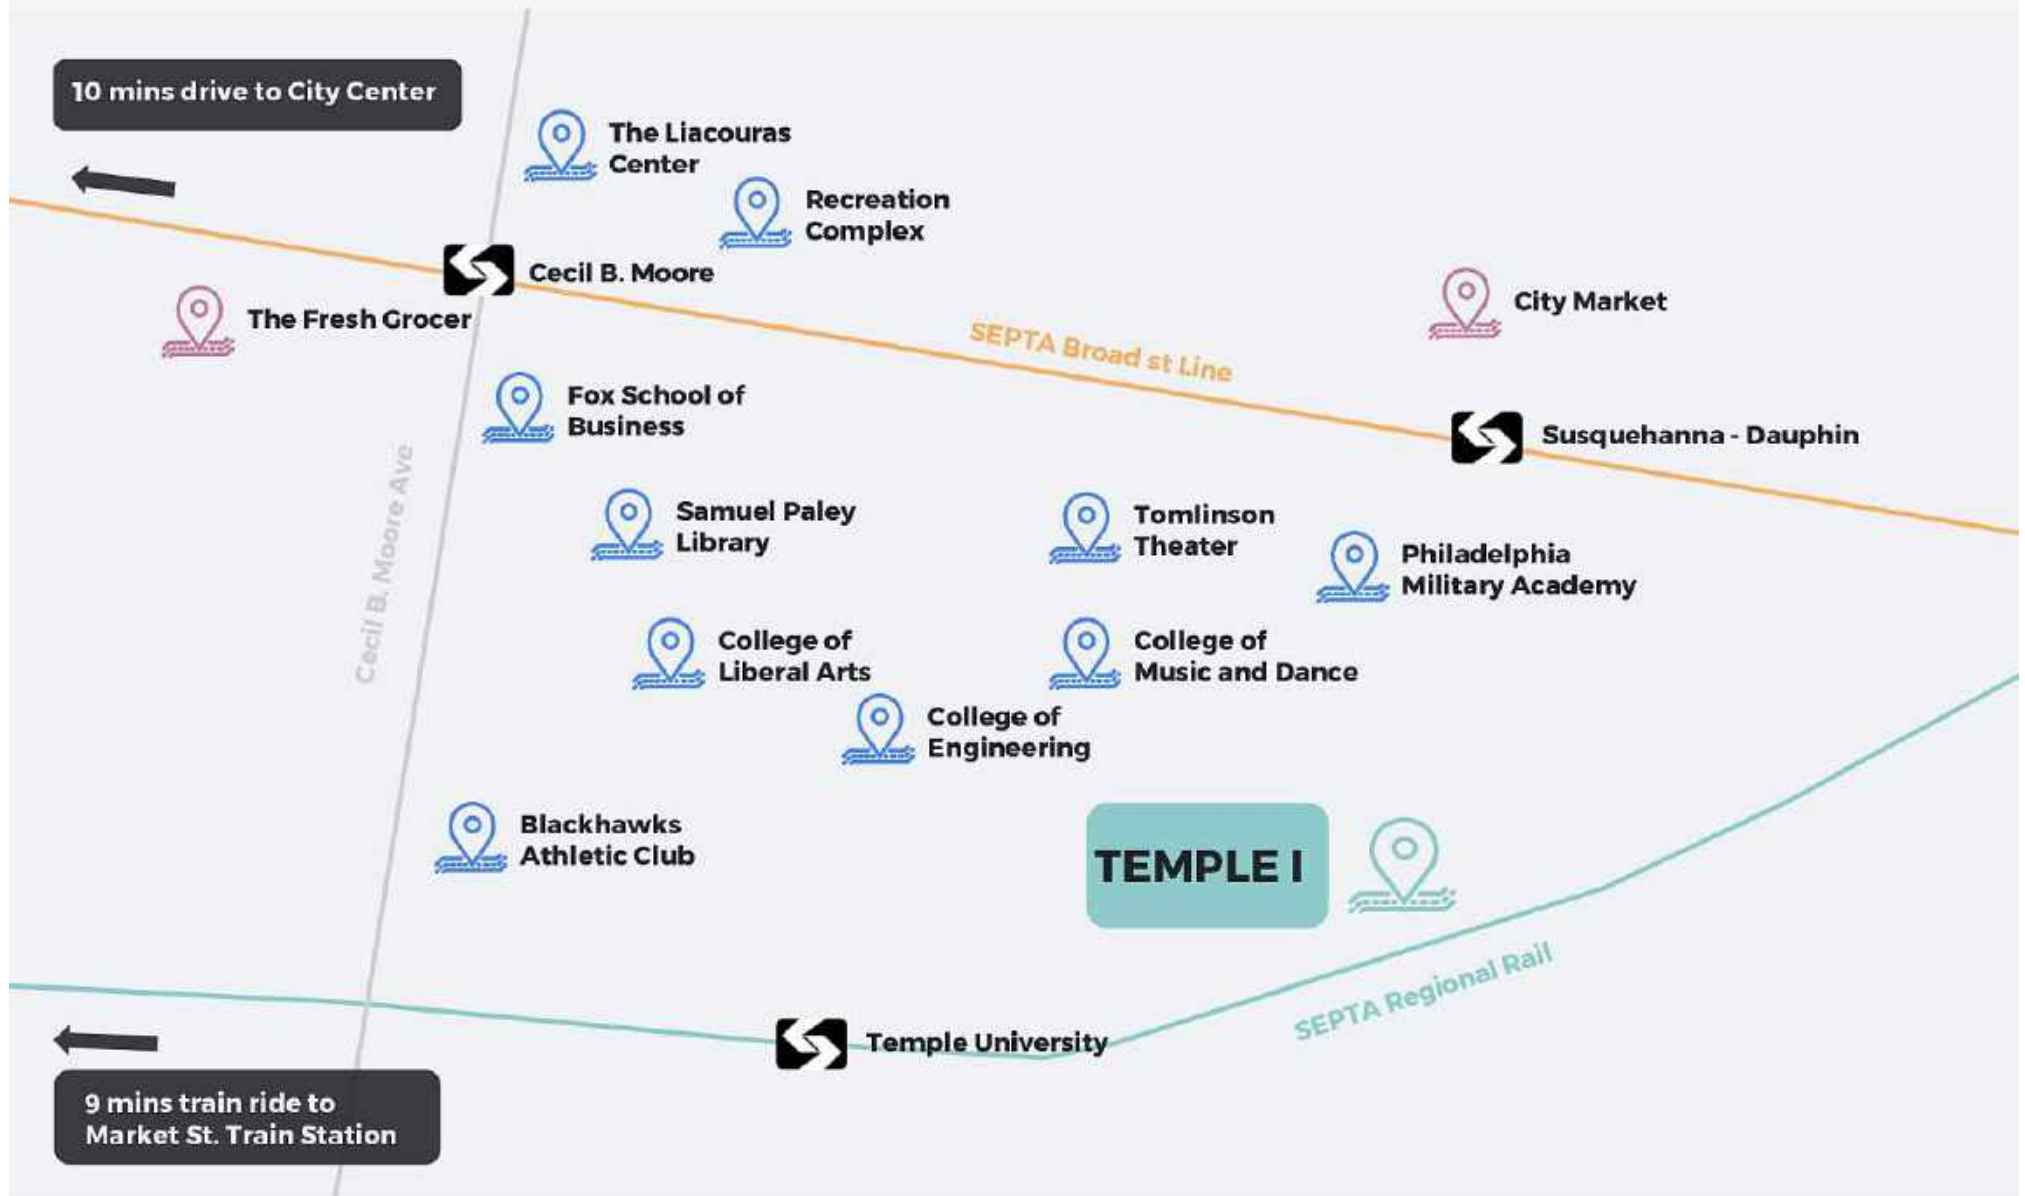 10 mins drive to City Center
The Liacouras
Center
Recreation
Complex
Cecil B. Moore
The Fresh Grocer
SEPTA Broad st Line
City Market
Fox School of
Business
Susquehanna - Dauphin
Cecil B. Moore Ave
Samuel Paley
Library
Tomlinson
Theater
Philadelphia
Military Academy
College of
Liberal Arts
College of
Music and Dance
College of
Engineering
Blackhawks
Athletic Club
TEMPLE I
SEPTA Regional Rail
Temple University
9 mins train ride to
Market St. Train Station